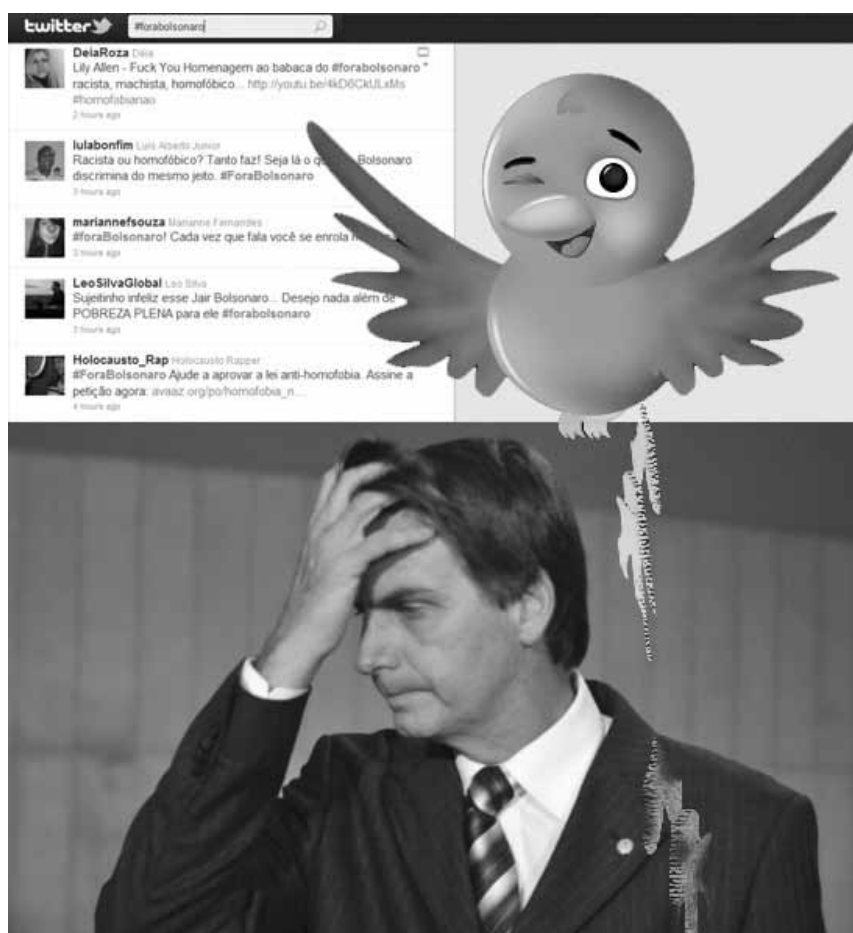 twitter
#forabolsonaro
DeiaRoza Déia
Lily Allen - Fuck You Homenagem ao babaca do #forabolsonaro "
racista, machista, homofóbico... http://youtu.be/4kD6CkULxMs
#homofobianao
2 hours ago
lulabonfim Luis Alberto Junior
Racista ou homofóbico? Tanto faz! Seja lá o Bolsonaro
discrimina do mesmo jeito. #ForaBolsonaro
3 hours ago
mariannefsouza Marianne Fernandes
#foraBolsonaro! Cada vez que fala você se enrola
3 hours ago
LeoSilvaGlobal Leo Silva
Sujeitinho infeliz esse Jair Bolsonaro... Desejo nada além de
POBREZA PLENA para ele #forabolsonaro
3 hours ago
Holocausto_Rap Holocausto Rapper
#ForaBolsonaro Ajude a aprovar a lei anti-homofobia. Assine a
petição agora: avaaz.org/po/homofobia_n...
4 hours ago